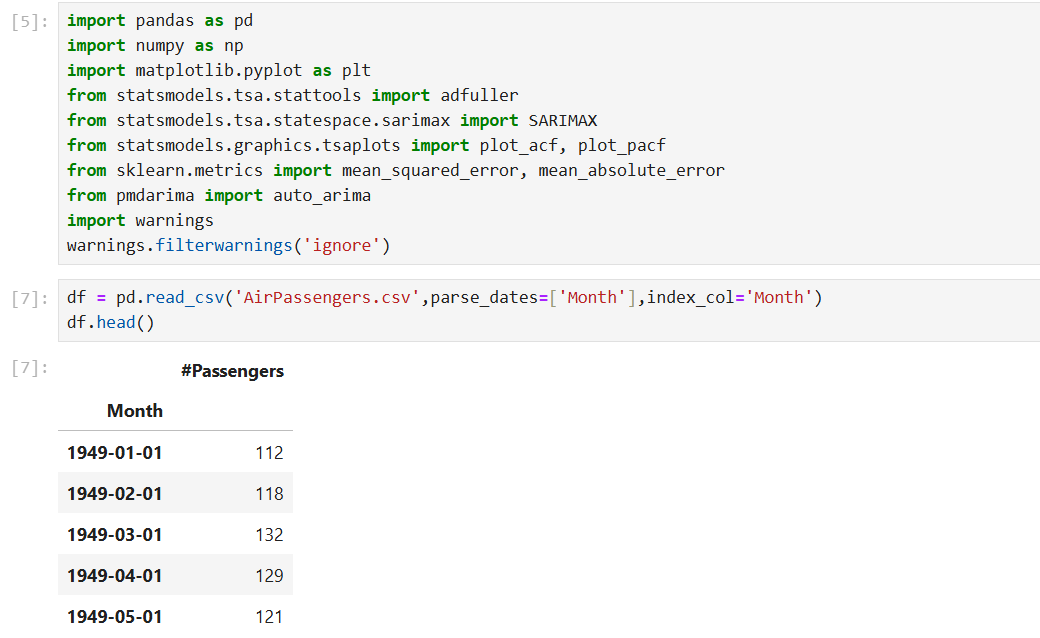 [5]: import pandas as pd
import numpy as np
import matplotlib.pyplot as plt
from statsmodels.tsa.stattools import adfuller
from statsmodels.tsa.statespace.sarimax import SARIMAX
from statsmodels.graphics.tsaplots import plot_acf, plot_pacf
from sklearn.metrics import mean_squared_error, mean_absolute_error
from pmdarima import auto_arima
import warnings
warnings.filterwarnings('ignore')
[7]: df = pd.read_csv('AirPassengers.csv',parse_dates=['Month'],index_col='Month')
df.head()
[7]: #Passengers
Month
1949-01-01 112
1949-02-01 118
1949-03-01 132
1949-04-01 129
1949-05-01 121